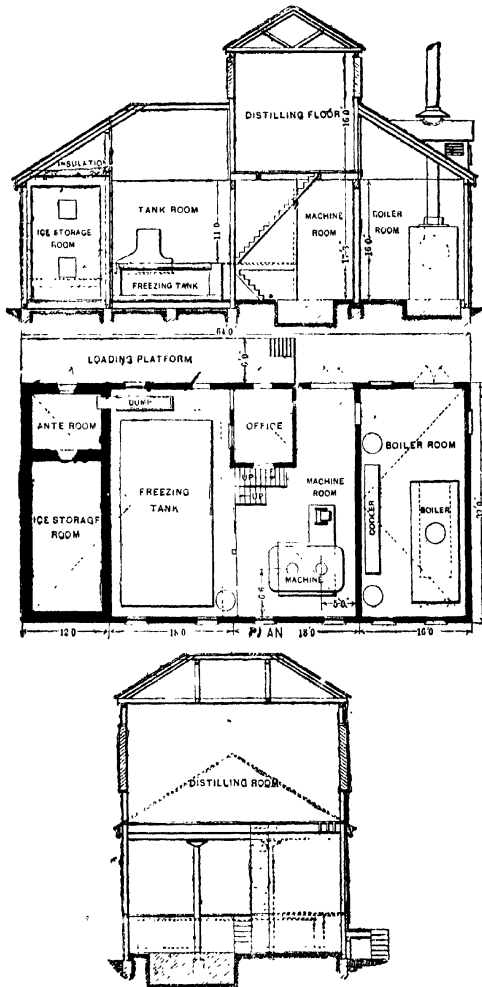 DISTILLING FLOOR
16'0"
INSULATION
ICE STORAGE
ROOM
TANK ROOM
11'0"
FREEZING TANK
MACHINE
ROOM
BOILER
ROOM
16'0"
64'0"
LOADING PLATFORM
6'0"
ANTE ROOM
DUMP
OFFICE
BOILER ROOM
FREEZING
TANK
UP
UP
MACHINE
ROOM
ICE STORAGE
ROOM
COOLER
BOILER
MACHINE
6'6"
5'0"
12'0"
18'0"
PLAN
18'0"
16'0"
DISTILLING ROOM